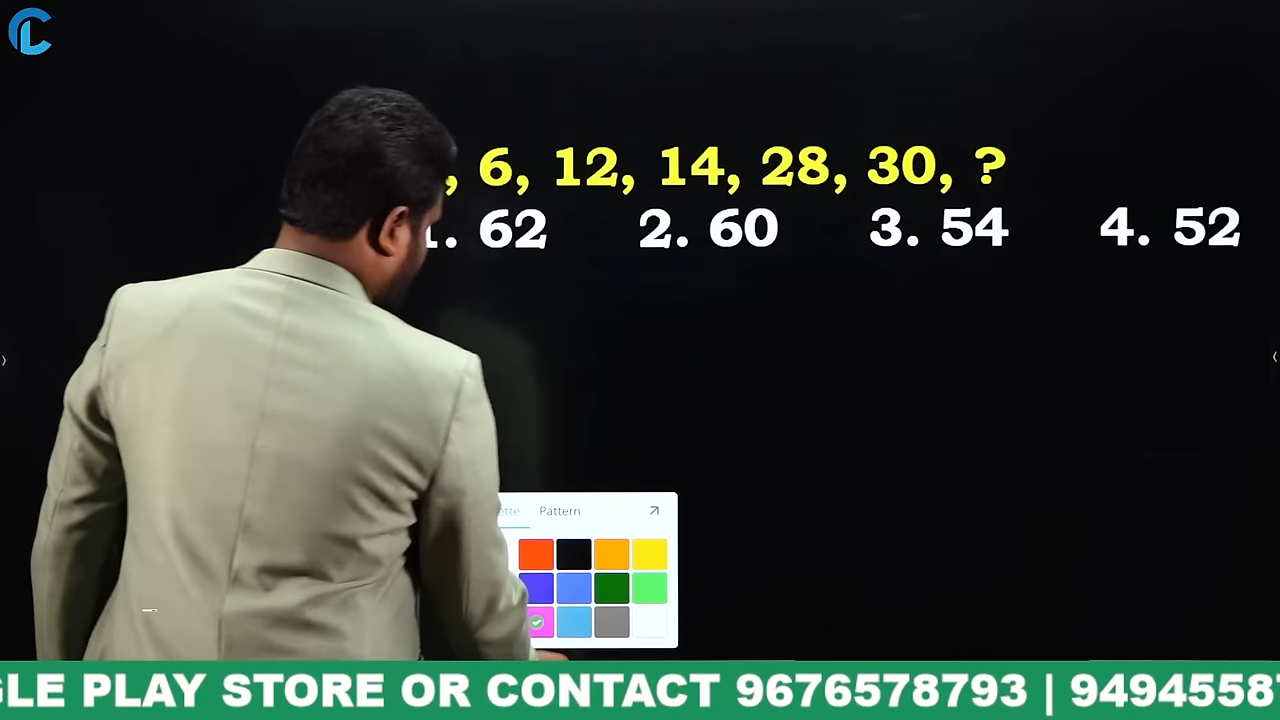 , 6, 12, 14, 28, 30, ?
1. 62 2. 60 3. 54 4. 52
Pattern
GLE PLAY STORE OR CONTACT 9676578793 | 94945587